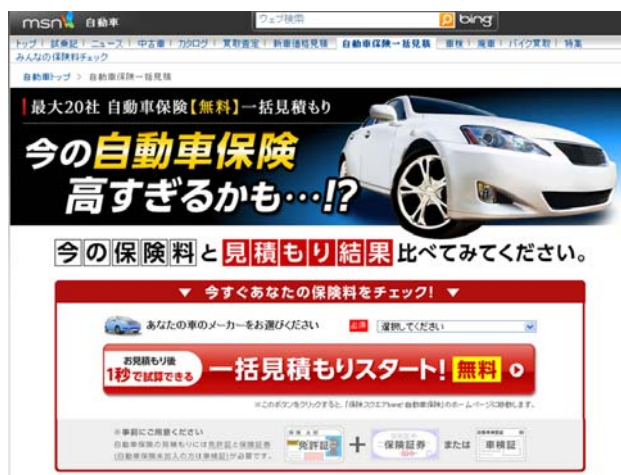 msn 自動車
ウェブ検索
bing
トップ | 試乗記 | ニュース | 中古車 | カタログ | 買取査定 | 新車価格見積 | 自動車保険一括見積 | 車検 | 廃車 | バイク買取 | 特集
みんなの保険料チェック
自動車トップ > 自動車保険一括見積
最大20社 自動車保険【無料】一括見積もり
今の自動車保険
高すぎるかも…!?
今の保険料と見積もり結果比べてみてください。
▼ 今すぐあなたの保険料をチェック! ▼
あなたの車のメーカーをお選びください 必須 選択してください
お見積もり後
1秒で試算できる
一括見積もりスタート! 無料
※このボタンをクリックすると、「保険スクエアbang! 自動車保険」のホームページに移動します。
※事前にご用意ください
自動車保険の見積もりには免許証と保険証券
(自動車保険未加入の方は車検証)が必要です。
免許証 + 保険証券 または 車検証